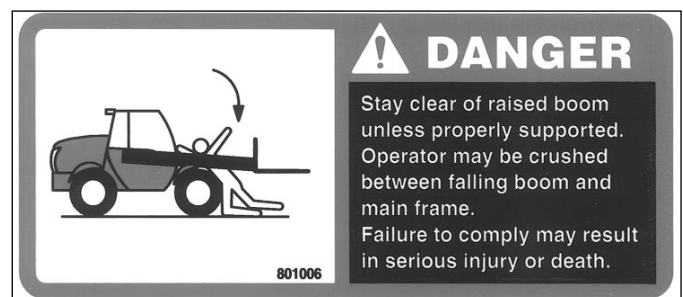 DANGER
Stay clear of raised boom
unless properly supported.
Operator may be crushed
between falling boom and
main frame.
Failure to comply may result
in serious injury or death.
801006